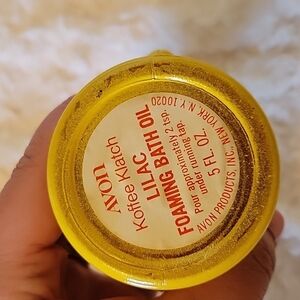 AVON
Koffee Klatch
LILAC
FOAMING BATH OIL
Pour approximately 2 tsp.
under running tap.
5 FL. OZ.
AVON PRODUCTS, INC., NEW YORK, N.Y. 10020